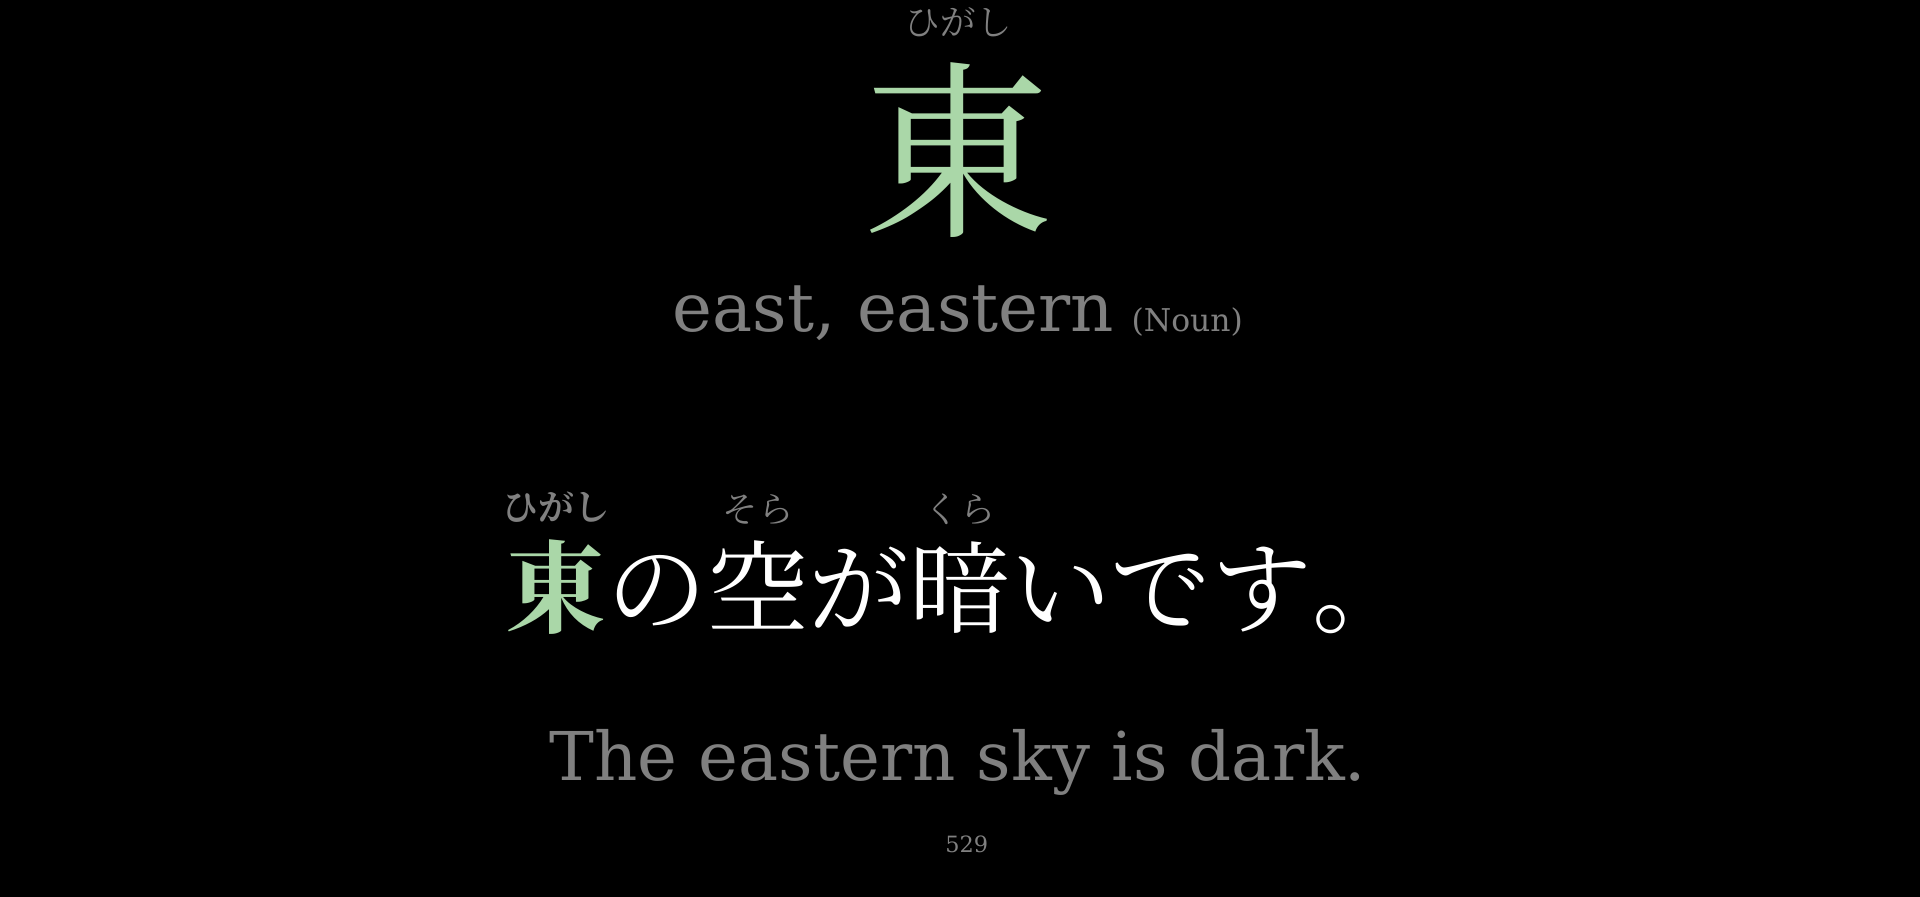 ひがし
東
east, eastern (Noun)
ひがし そら くら
東の空が暗いです。
The eastern sky is dark.
529